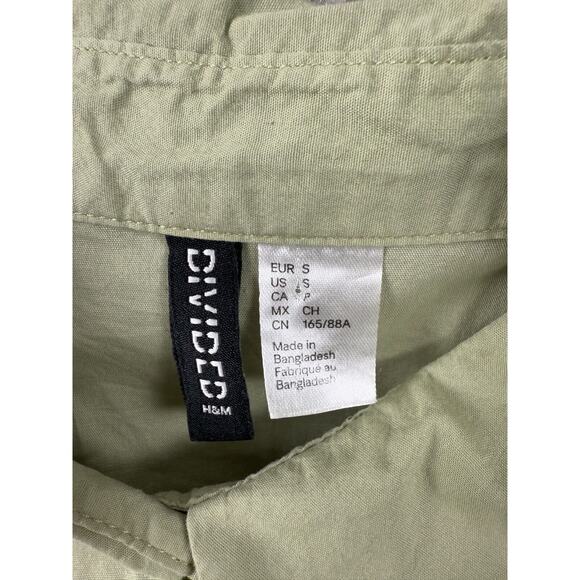 DIVIDED
H&M
EUR S
US S
CA P
MX CH
CN 165/88A
Made in
Bangladesh
Fabriqué au
Bangladesh